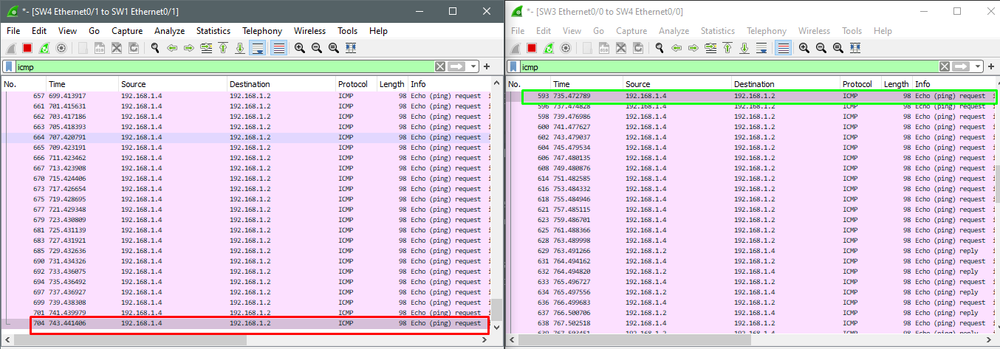 *- [SW4 Ethernet0/1 to SW1 Ethernet0/1]
File Edit View Go Capture Analyze Statistics Telephony Wireless Tools Help
icmp
No. Time Source Destination Protocol Length Info
657 699.413917 192.168.1.4 192.168.1.2 ICMP 98 Echo (ping) request i
661 701.415631 192.168.1.4 192.168.1.2 ICMP 98 Echo (ping) request i
662 703.417186 192.168.1.4 192.168.1.2 ICMP 98 Echo (ping) request i
663 705.418393 192.168.1.4 192.168.1.2 ICMP 98 Echo (ping) request i
664 707.420791 192.168.1.4 192.168.1.2 ICMP 98 Echo (ping) request i
665 709.423191 192.168.1.4 192.168.1.2 ICMP 98 Echo (ping) request i
666 711.423462 192.168.1.4 192.168.1.2 ICMP 98 Echo (ping) request i
667 713.423908 192.168.1.4 192.168.1.2 ICMP 98 Echo (ping) request i
670 715.424406 192.168.1.4 192.168.1.2 ICMP 98 Echo (ping) request i
673 717.426654 192.168.1.4 192.168.1.2 ICMP 98 Echo (ping) request i
675 719.428695 192.168.1.4 192.168.1.2 ICMP 98 Echo (ping) request i
677 721.429348 192.168.1.4 192.168.1.2 ICMP 98 Echo (ping) request i
679 723.430809 192.168.1.4 192.168.1.2 ICMP 98 Echo (ping) request i
681 725.431139 192.168.1.4 192.168.1.2 ICMP 98 Echo (ping) request i
683 727.431921 192.168.1.4 192.168.1.2 ICMP 98 Echo (ping) request i
685 729.432636 192.168.1.4 192.168.1.2 ICMP 98 Echo (ping) request i
690 731.434326 192.168.1.4 192.168.1.2 ICMP 98 Echo (ping) request i
692 733.436075 192.168.1.4 192.168.1.2 ICMP 98 Echo (ping) request i
694 735.436492 192.168.1.4 192.168.1.2 ICMP 98 Echo (ping) request i
697 737.436927 192.168.1.4 192.168.1.2 ICMP 98 Echo (ping) request i
699 739.438308 192.168.1.4 192.168.1.2 ICMP 98 Echo (ping) request i
701 741.439979 192.168.1.4 192.168.1.2 ICMP 98 Echo (ping) request i
704 743.441406 192.168.1.4 192.168.1.2 ICMP 98 Echo (ping) request i
*- [SW3 Ethernet0/0 to SW4 Ethernet0/0]
File Edit View Go Capture Analyze Statistics Telephony Wireless Tools Help
icmp
No. Time Source Destination Protocol Length Info
593 735.472789 192.168.1.4 192.168.1.2 ICMP 98 Echo (ping) request i
596 737.474828 192.168.1.4 192.168.1.2 ICMP 98 Echo (ping) request i
598 739.476986 192.168.1.4 192.168.1.2 ICMP 98 Echo (ping) request i
600 741.477627 192.168.1.4 192.168.1.2 ICMP 98 Echo (ping) request i
602 743.479037 192.168.1.4 192.168.1.2 ICMP 98 Echo (ping) request i
604 745.479534 192.168.1.4 192.168.1.2 ICMP 98 Echo (ping) request i
606 747.480135 192.168.1.4 192.168.1.2 ICMP 98 Echo (ping) request i
608 749.480876 192.168.1.4 192.168.1.2 ICMP 98 Echo (ping) request i
614 751.482585 192.168.1.4 192.168.1.2 ICMP 98 Echo (ping) request i
616 753.484332 192.168.1.4 192.168.1.2 ICMP 98 Echo (ping) request i
618 755.484946 192.168.1.4 192.168.1.2 ICMP 98 Echo (ping) request i
621 757.485115 192.168.1.4 192.168.1.2 ICMP 98 Echo (ping) request i
623 759.486701 192.168.1.4 192.168.1.2 ICMP 98 Echo (ping) request i
625 761.488366 192.168.1.4 192.168.1.2 ICMP 98 Echo (ping) request i
628 763.489998 192.168.1.4 192.168.1.2 ICMP 98 Echo (ping) request i
629 763.491266 192.168.1.2 192.168.1.4 ICMP 98 Echo (ping) reply i
631 764.494162 192.168.1.4 192.168.1.2 ICMP 98 Echo (ping) request i
632 764.494820 192.168.1.2 192.168.1.4 ICMP 98 Echo (ping) reply i
633 765.496727 192.168.1.4 192.168.1.2 ICMP 98 Echo (ping) request i
634 765.497556 192.168.1.2 192.168.1.4 ICMP 98 Echo (ping) reply i
636 766.499683 192.168.1.4 192.168.1.2 ICMP 98 Echo (ping) request i
637 766.500706 192.168.1.2 192.168.1.4 ICMP 98 Echo (ping) reply i
638 767.502518 192.168.1.4 192.168.1.2 ICMP 98 Echo (ping) request i
639 767.503451 192.168.1.2 192.168.1.4 ICMP 98 Echo (ping) reply i